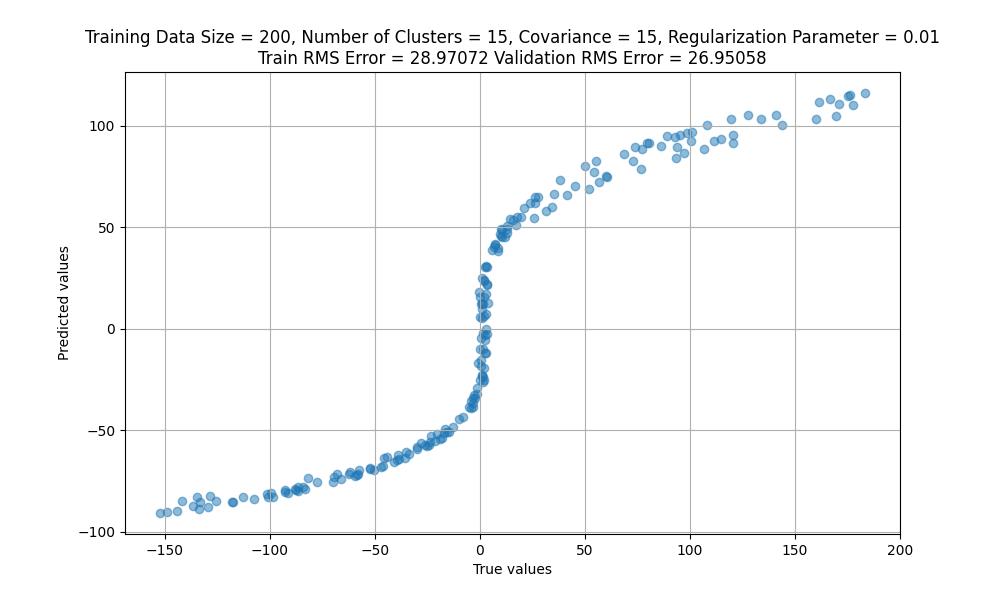 Training Data Size = 200, Number of Clusters = 15, Covariance = 15, Regularization Parameter = 0.01
Train RMS Error = 28.97072 Validation RMS Error = 26.95058
100
50
0
−50
−100
Predicted values
−150 −100 −50 0 50 100 150 200
True values